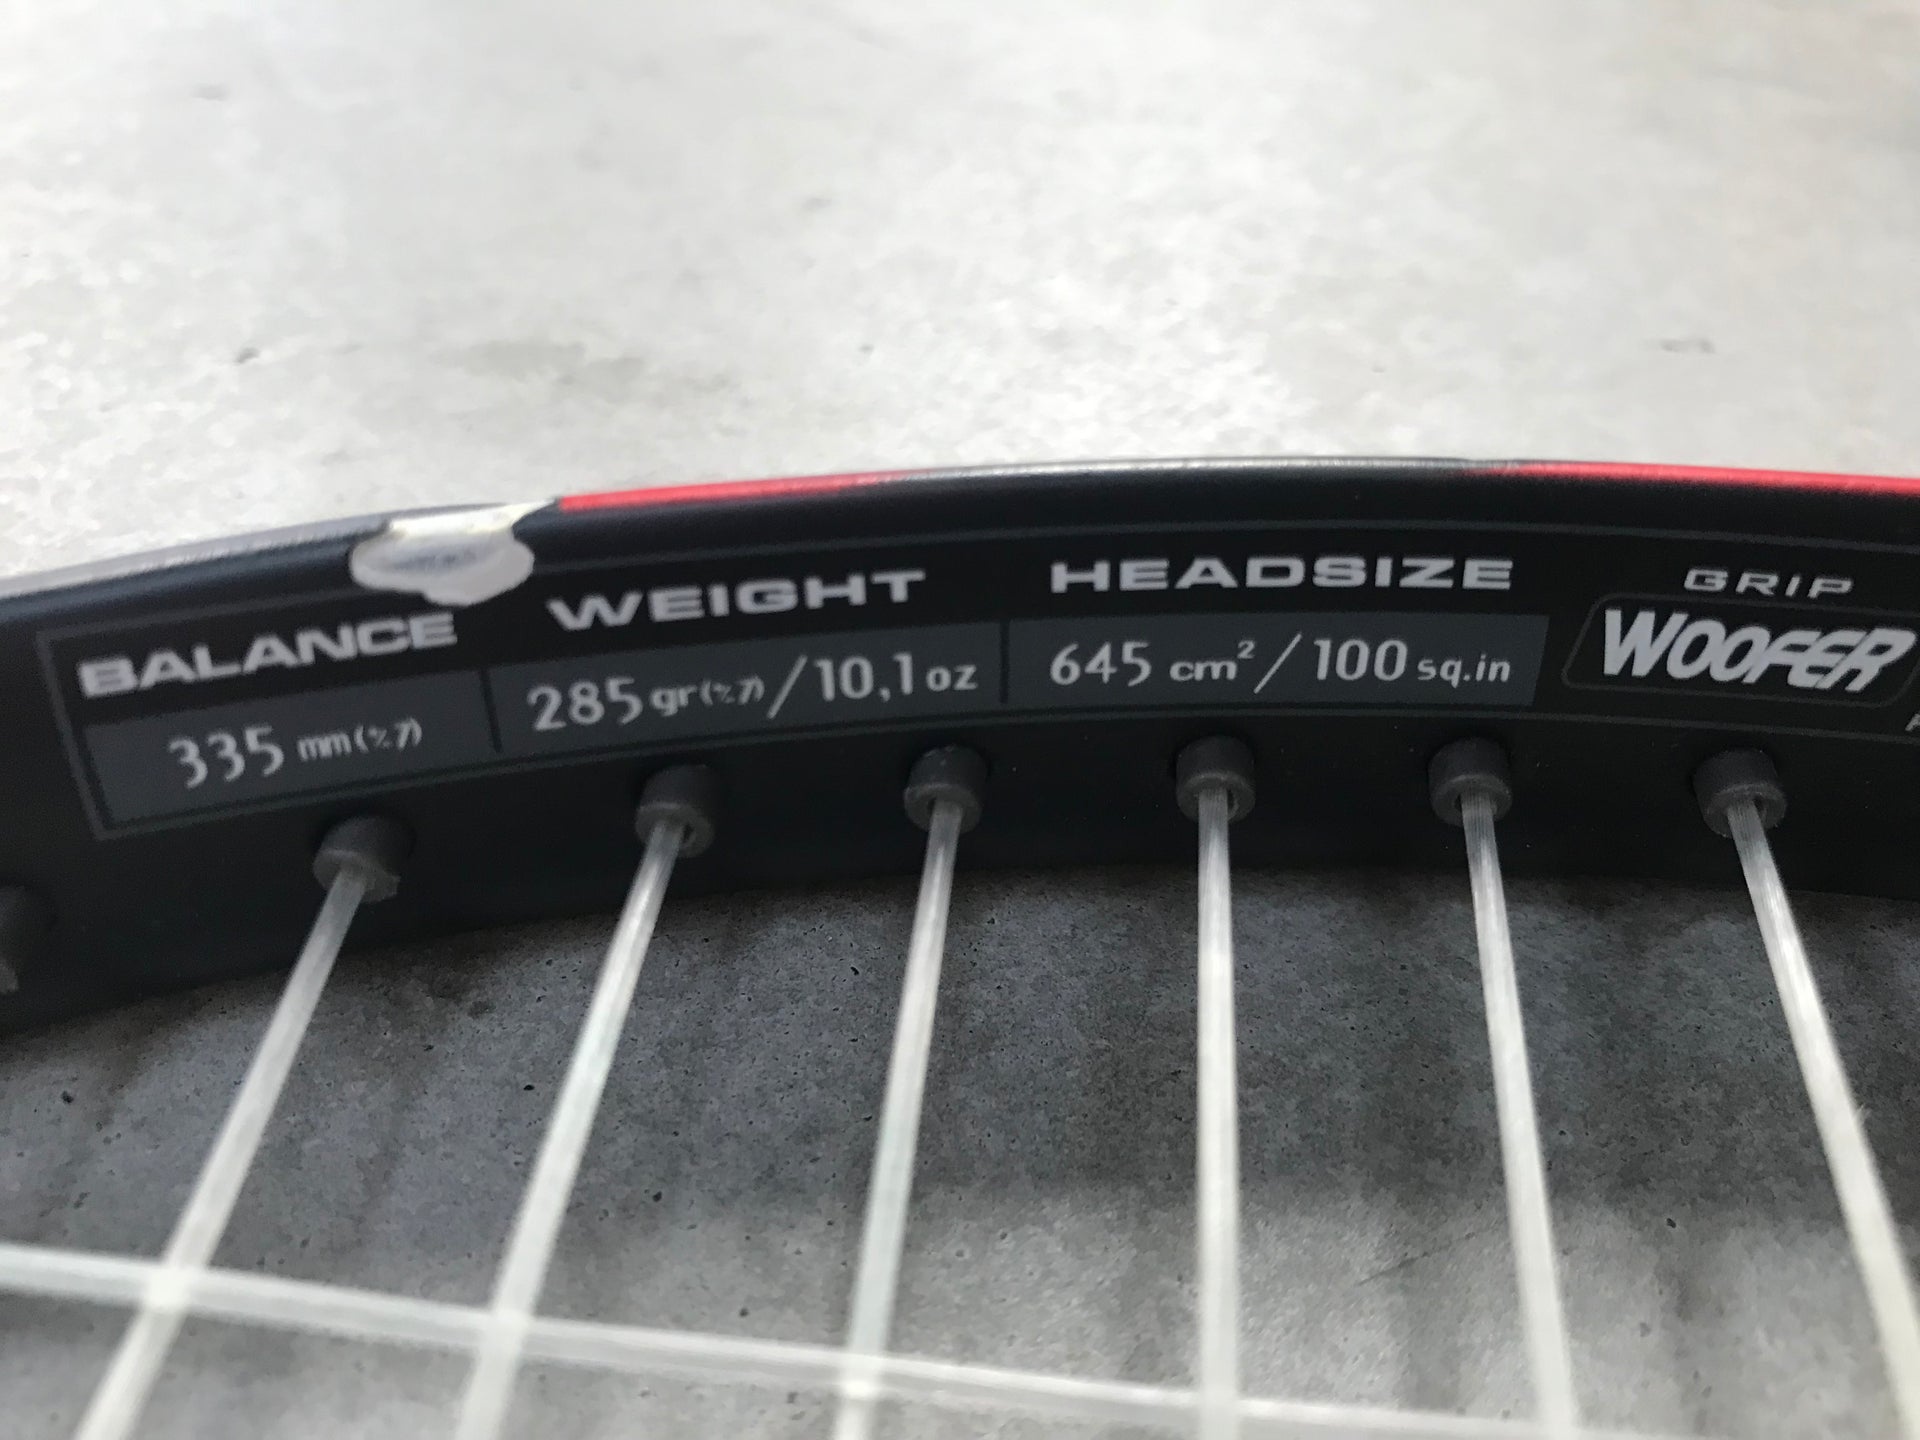 BALANCE WEIGHT HEADSIZE GRIP
335 mm(%7) 285 gr(%7)/10,1 oz 645 cm²/100 sq.in WOOFER